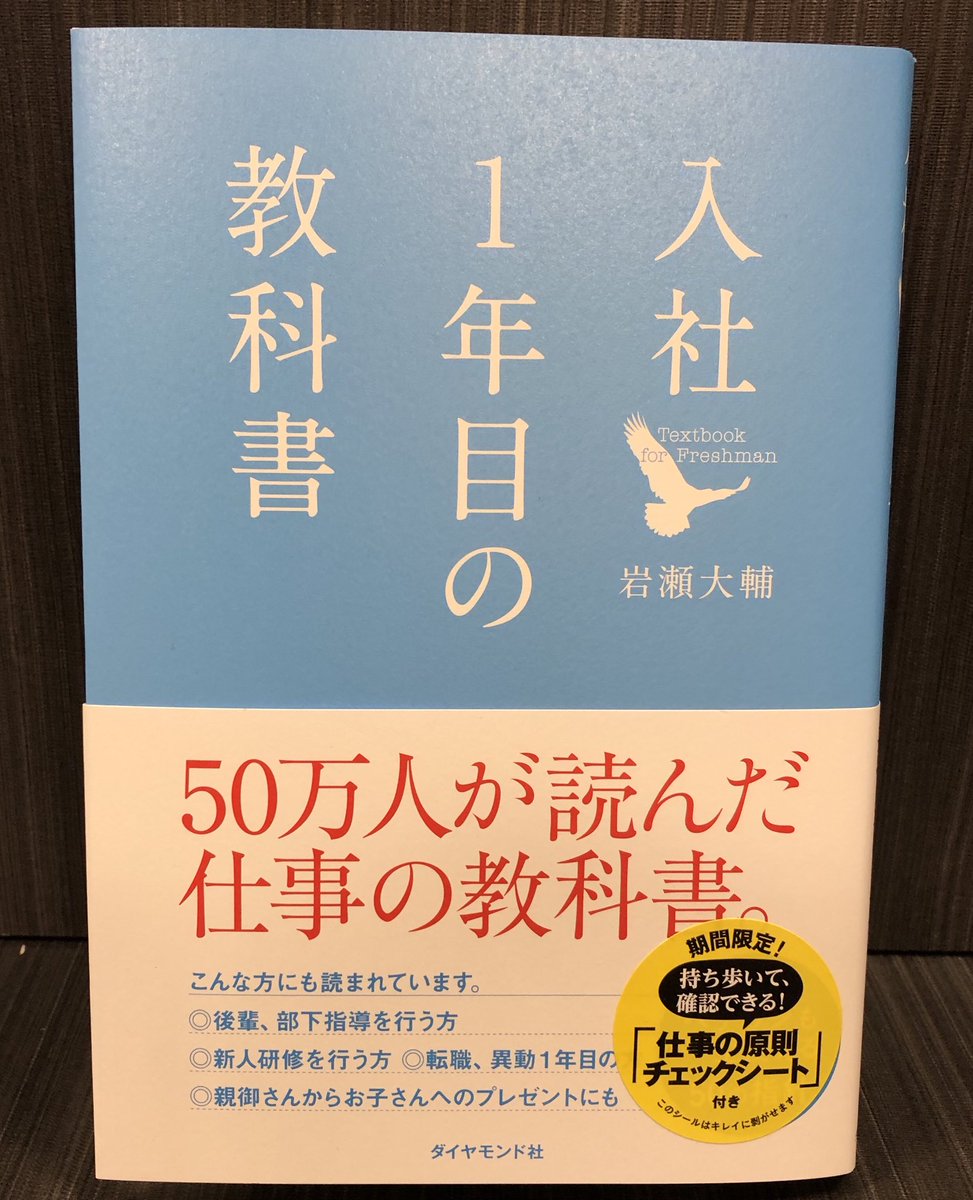 入社
1年目の
教科書
Textbook
for Freshman
岩瀬大輔
50万人が読んだ
仕事の教科書。
こんな方にも読まれています。
◎後輩、部下指導を行う方
◎新人研修を行う方 ◎転職、異動1年目の
◎親御さんからお子さんへのプレゼントにも
期間限定!
持ち歩いて、
確認できる!
「仕事の原則
チェックシート」
付き
このシールはキレイに剥がせます
ダイヤモンド社